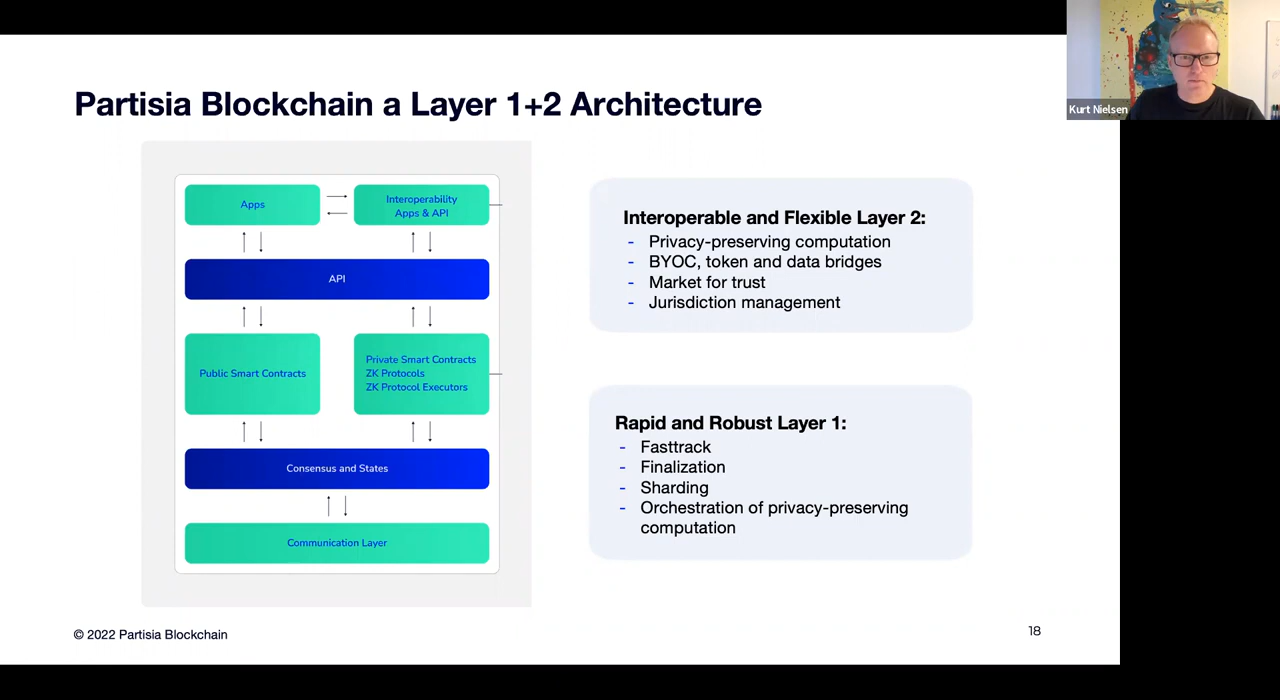 Kurt Nielsen
Partisia Blockchain a Layer 1+2 Architecture
Apps
Interoperability
Apps & API
API
Public Smart Contracts
Private Smart Contracts
ZK Protocols
ZK Protocol Executors
Consensus and States
Communication Layer
Interoperable and Flexible Layer 2:
- Privacy-preserving computation
- BYOC, token and data bridges
- Market for trust
- Jurisdiction management
Rapid and Robust Layer 1:
- Fasttrack
- Finalization
- Sharding
- Orchestration of privacy-preserving
computation
© 2022 Partisia Blockchain
18